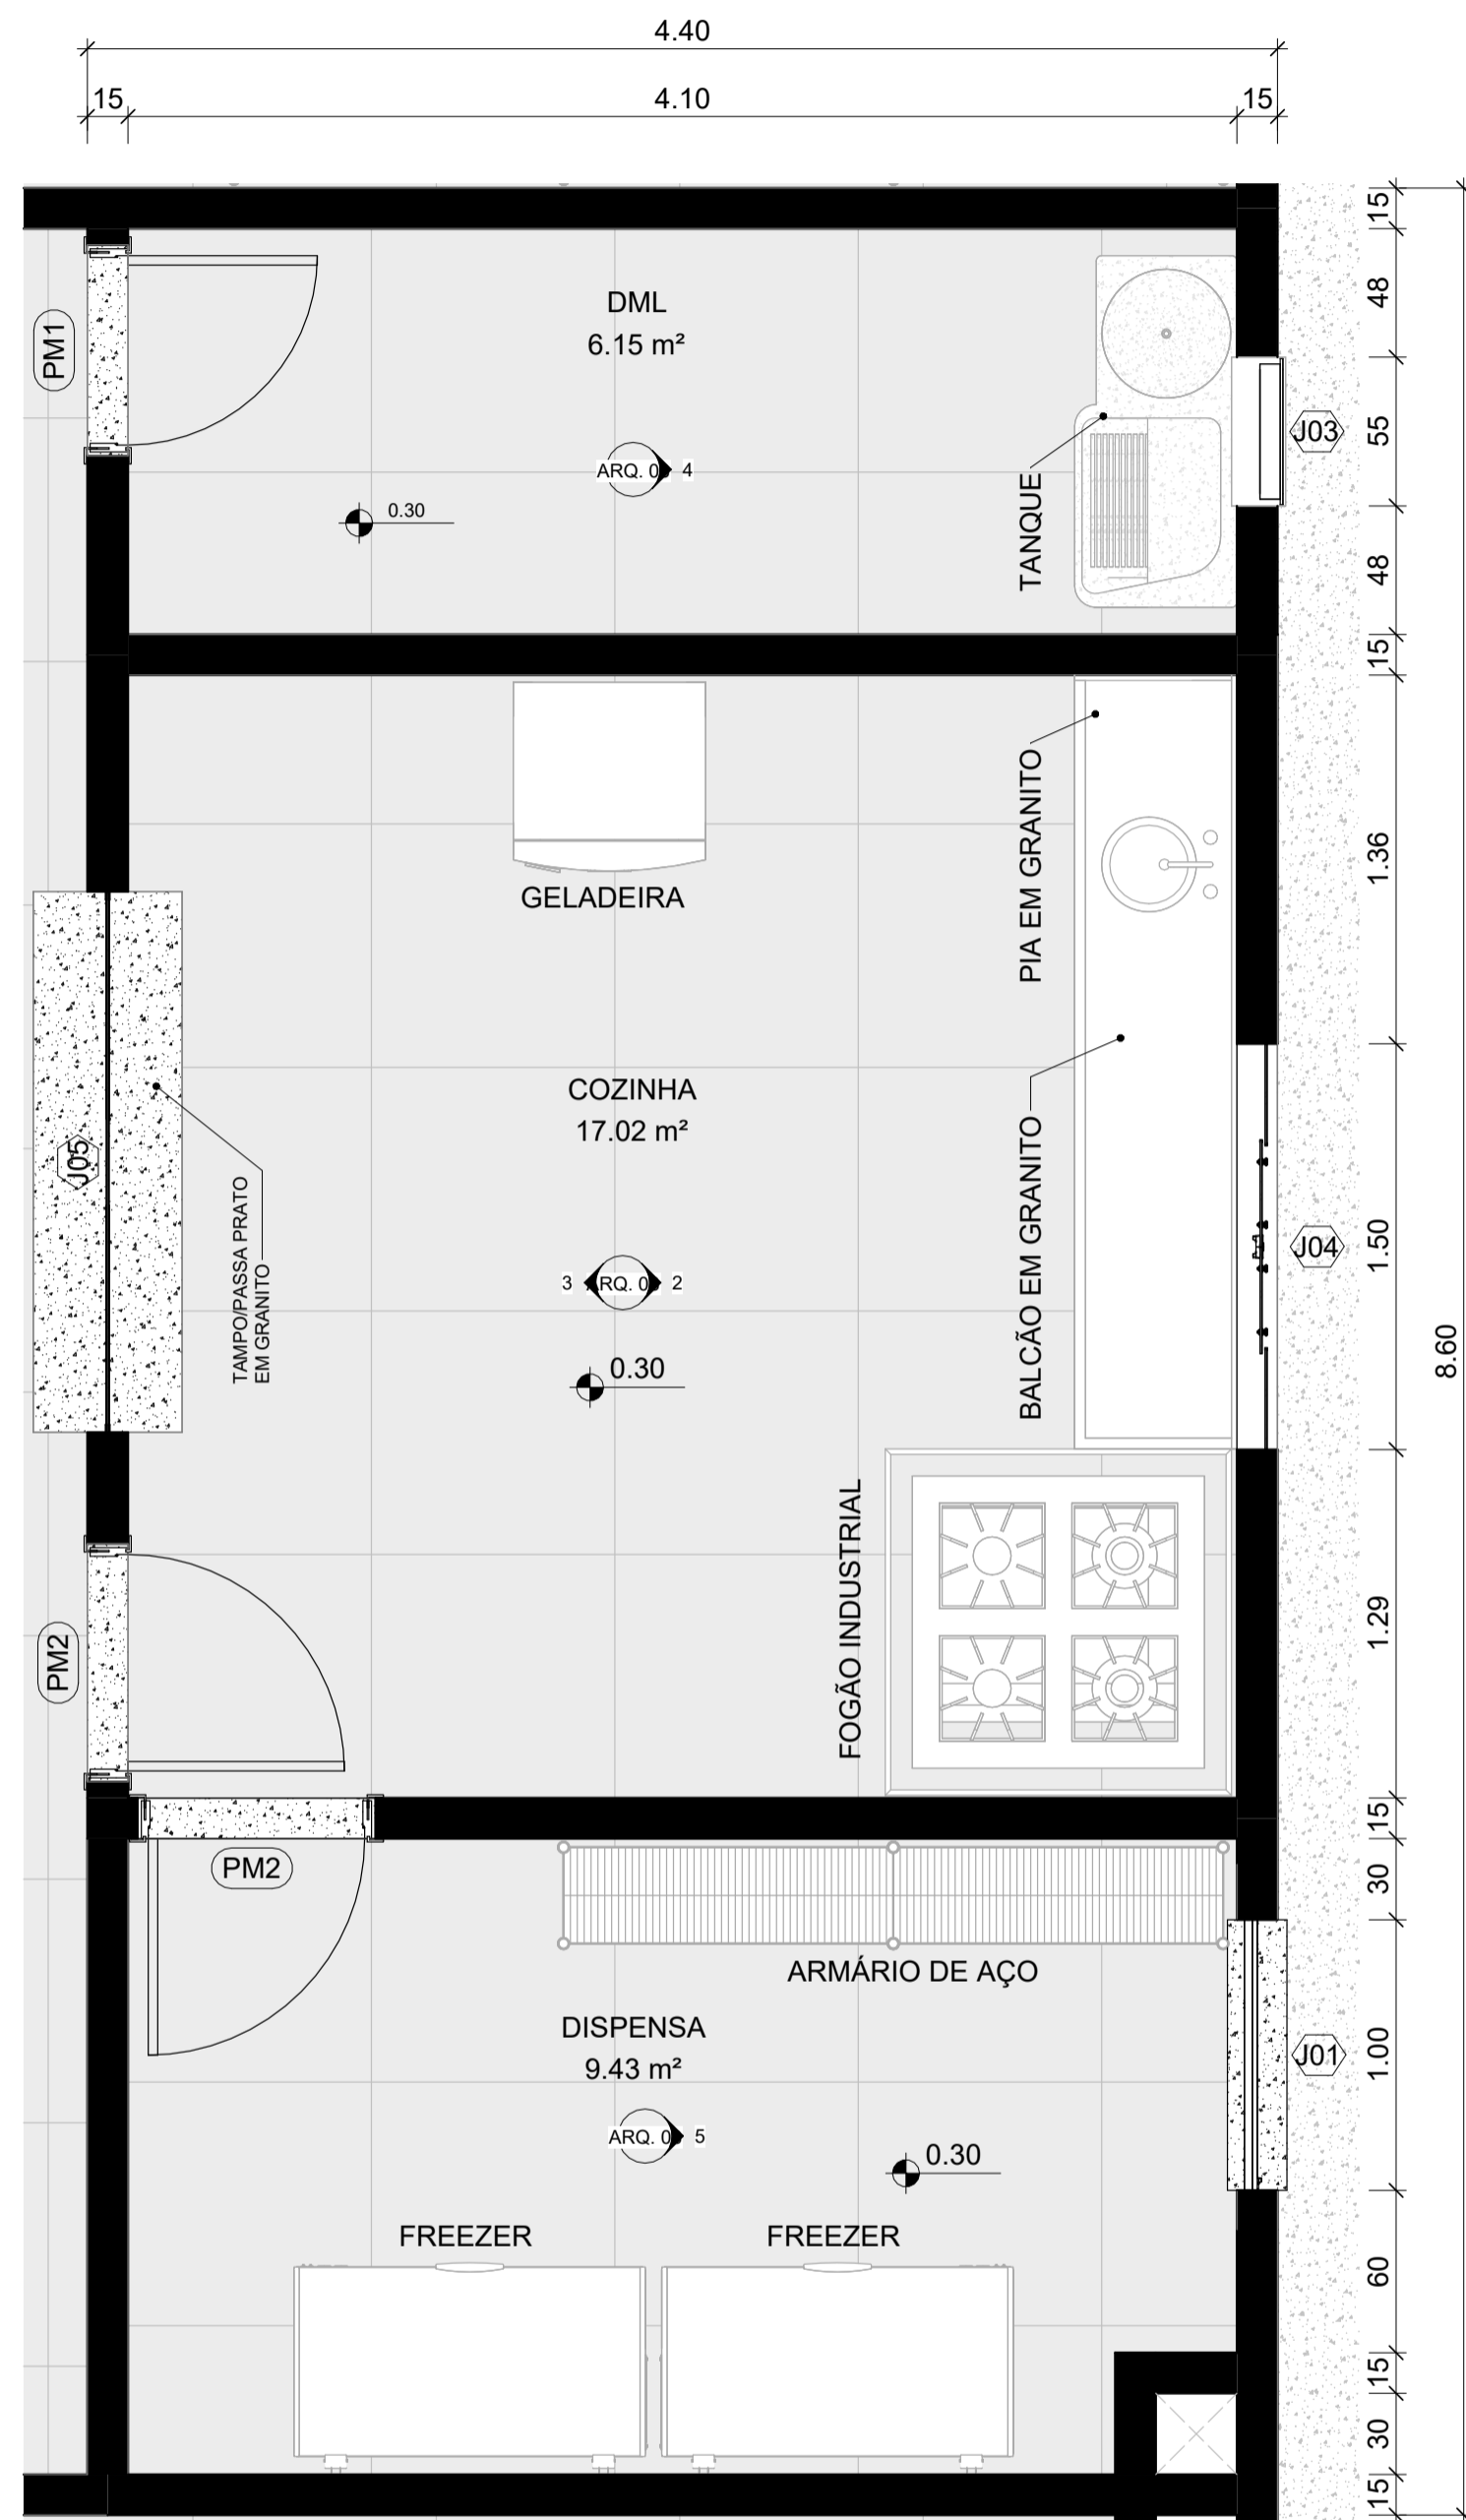 4.40
15
4.10
15
15
DML
6.15 m²
48
PM1
J03
55
ARQ. 0
4
0.30
TANQUE
48
15
GELADEIRA
PIA EM GRANITO
1.36
COZINHA
17.02 m²
J05
TAMPO/PASSA PRATO
EM GRANITO
BALCÃO EM GRANITO
J04
1.50
3
RQ. 0
2
0.30
8.60
FOGÃO INDUSTRIAL
1.29
PM2
15
PM2
30
ARMÁRIO DE AÇO
DISPENSA
9.43 m²
J01
1.00
ARQ. 0
5
0.30
FREEZER
FREEZER
60
15
30
15